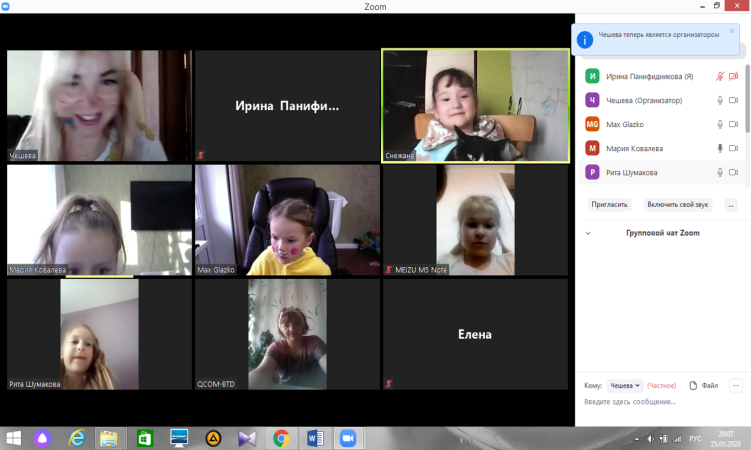 Zoom
Чешева теперь является организатором
И Ирина Панифидникова (Я)
Ч Чешева (Организатор)
MG Max Glazko
М Мария Ковалева
Р Рита Шумакова
Пригласить Включить свой звук ...
Групповой чат Zoom
Чешева
Ирина Панифи...
Снежана
Мария Ковалева
Max Glazko
MEIZU M5 Note
Рита Шумакова
QCOM-BTD
Елена
Кому: Чешева (Частное) Файл ...
Введите здесь сообщение...
РУС
20:07
25.05.2020